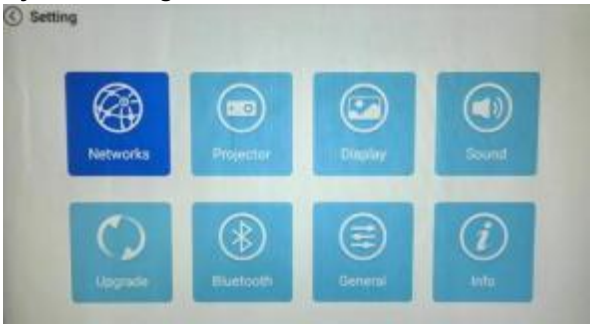 Setting
Networks
Projector
Display
Sound
Upgrade
Bluetooth
General
Info